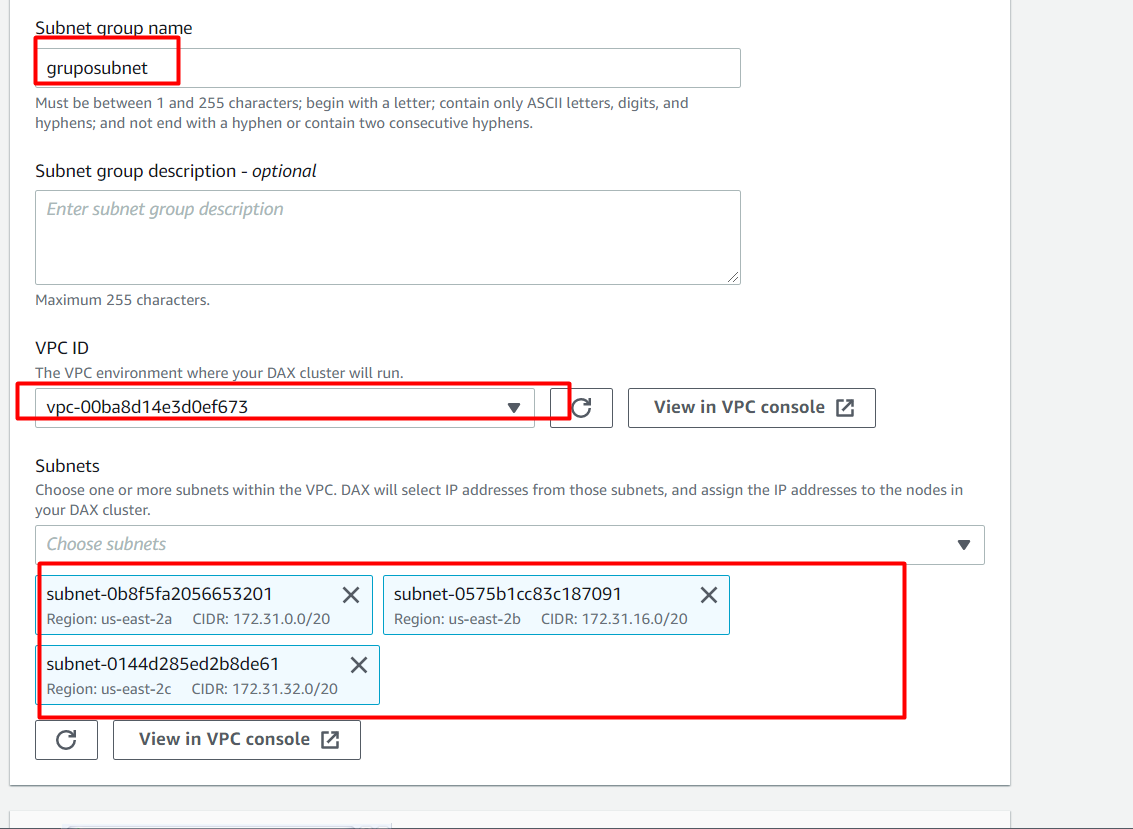 Subnet group name
gruposubnet
Must be between 1 and 255 characters; begin with a letter; contain only ASCII letters, digits, and
hyphens; and not end with a hyphen or contain two consecutive hyphens.
Subnet group description - optional
Enter subnet group description
Maximum 255 characters.
VPC ID
The VPC environment where your DAX cluster will run.
vpc-00ba8d14e3d0ef673
View in VPC console
Subnets
Choose one or more subnets within the VPC. DAX will select IP addresses from those subnets, and assign the IP addresses to the nodes in
your DAX cluster.
Choose subnets
subnet-0b8f5fa2056653201 subnet-0575b1cc83c187091
Region: us-east-2a CIDR: 172.31.0.0/20 Region: us-east-2b CIDR: 172.31.16.0/20
subnet-0144d285ed2b8de61
Region: us-east-2c CIDR: 172.31.32.0/20
View in VPC console